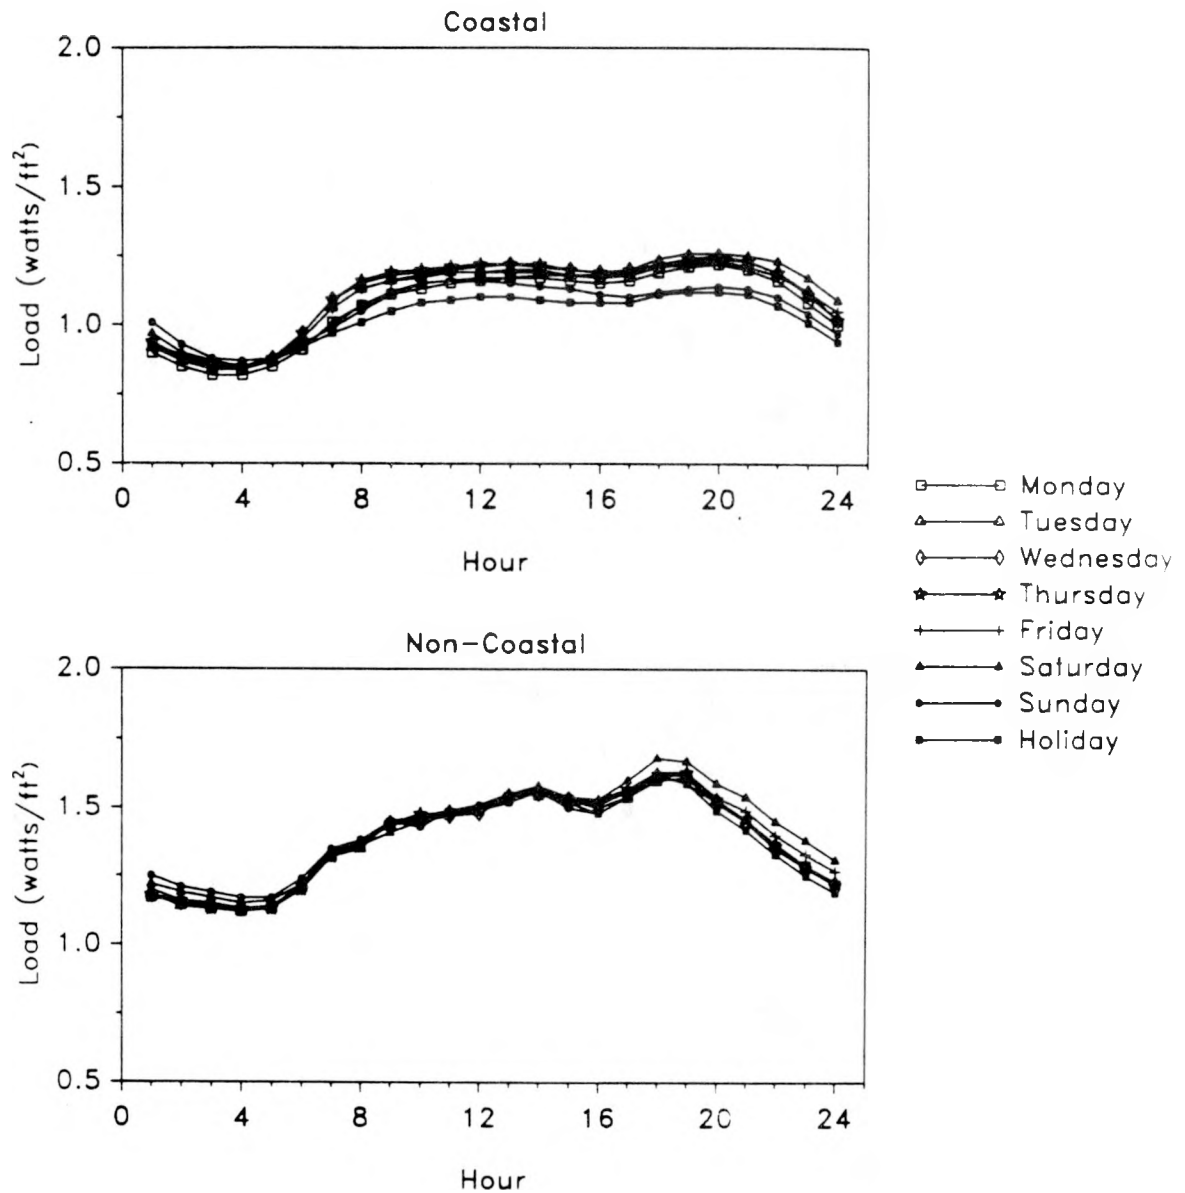 Coastal
2.0
1.5
1.0
0.5
Load (watts/ft²)
0 4 8 12 16 20 24
Hour
Monday
Tuesday
Wednesday
Thursday
Friday
Saturday
Sunday
Holiday
Non-Coastal
2.0
1.5
1.0
0.5
Load (watts/ft²)
0 4 8 12 16 20 24
Hour